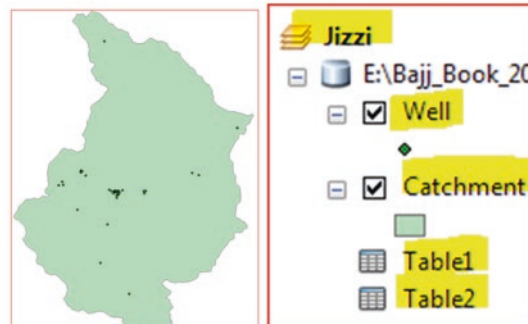 Jizzi
E:\Bajj_Book_20
Well
Catchment
Table1
Table2